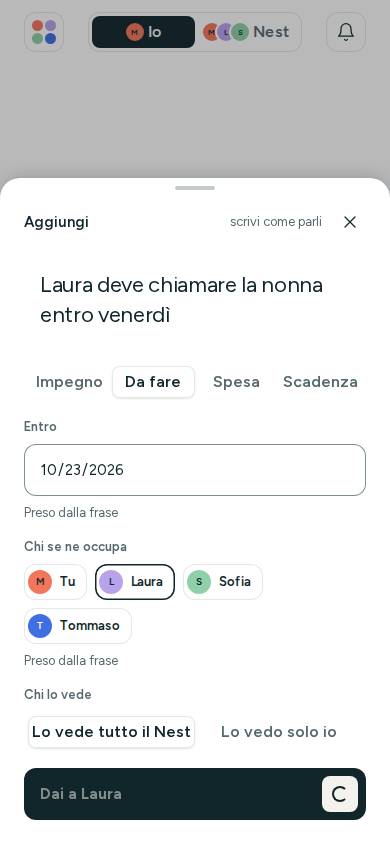 M Io
M L S Nest
Aggiungi
scrivi come parli
Laura deve chiamare la nonna
entro venerdì
Impegno Da fare Spesa Scadenza
Entro
10/23/2026
Preso dalla frase
Chi se ne occupa
M Tu L Laura S Sofia
T Tommaso
Preso dalla frase
Chi lo vede
Lo vede tutto il Nest Lo vedo solo io
Dai a Laura